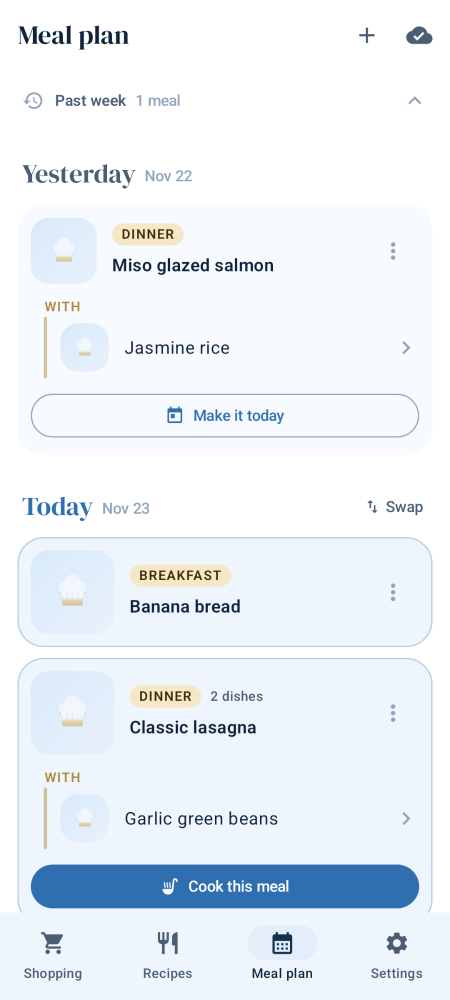 Meal plan
Past week 1 meal
Yesterday Nov 22
DINNER
Miso glazed salmon
WITH
Jasmine rice
Make it today
Today Nov 23 Swap
BREAKFAST
Banana bread
DINNER 2 dishes
Classic lasagna
WITH
Garlic green beans
Cook this meal
Shopping Recipes Meal plan Settings